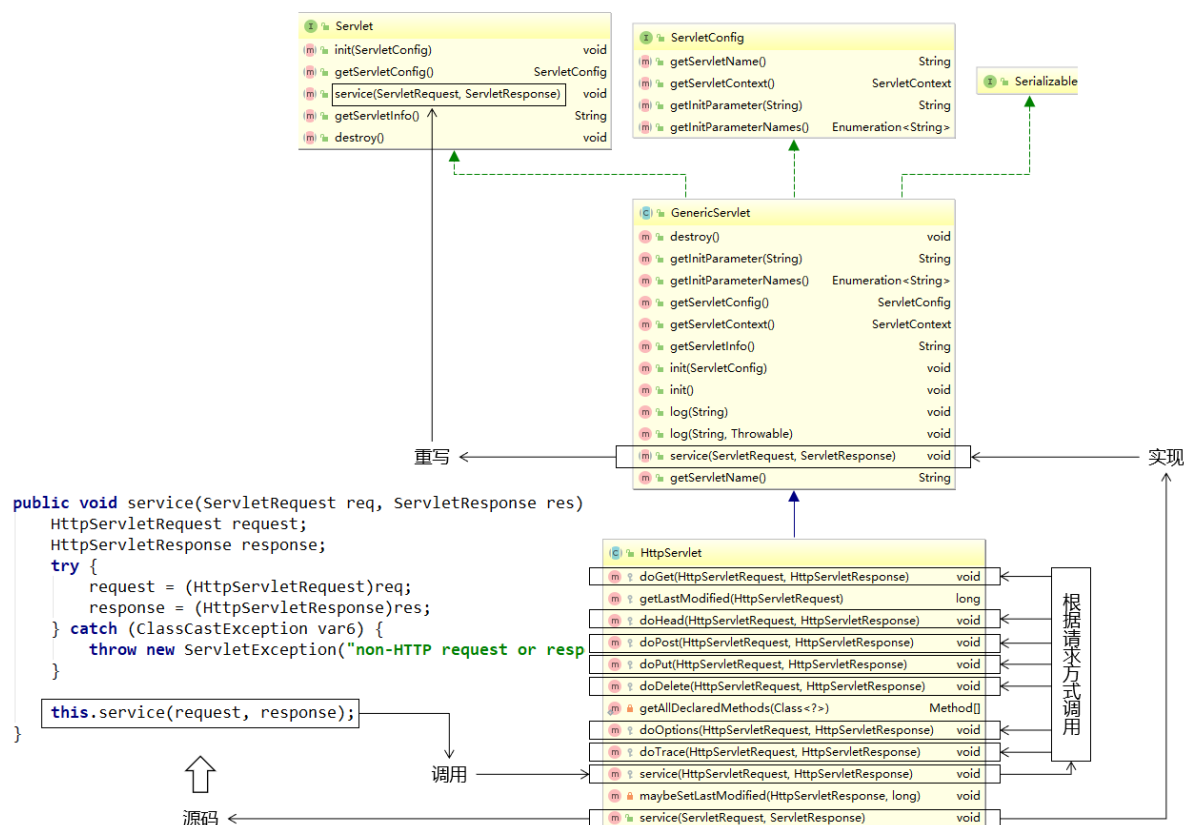 Servlet
init(ServletConfig) void
getServletConfig() ServletConfig
service(ServletRequest, ServletResponse) void
getServletInfo() String
destroy() void
ServletConfig
getServletName() String
getServletContext() ServletContext
getInitParameter(String) String
getInitParameterNames() Enumeration<String>
Serializable
GenericServlet
destroy() void
getInitParameter(String) String
getInitParameterNames() Enumeration<String>
getServletConfig() ServletConfig
getServletContext() ServletContext
getServletInfo() String
init(ServletConfig) void
init() void
log(String) void
log(String, Throwable) void
service(ServletRequest, ServletResponse) void
getServletName() String
重写
实现
public void service(ServletRequest req, ServletResponse res)
HttpServletRequest request;
HttpServletResponse response;
try {
request = (HttpServletRequest)req;
response = (HttpServletResponse)res;
} catch (ClassCastException var6) {
throw new ServletException("non-HTTP request or resp
}
this.service(request, response);
}
调用
源码
HttpServlet
doGet(HttpServletRequest, HttpServletResponse) void
getLastModified(HttpServletRequest) long
doHead(HttpServletRequest, HttpServletResponse) void
doPost(HttpServletRequest, HttpServletResponse) void
doPut(HttpServletRequest, HttpServletResponse) void
doDelete(HttpServletRequest, HttpServletResponse) void
getAllDeclaredMethods(Class<?>) Method[]
doOptions(HttpServletRequest, HttpServletResponse) void
doTrace(HttpServletRequest, HttpServletResponse) void
service(HttpServletRequest, HttpServletResponse) void
maybeSetLastModified(HttpServletResponse, long) void
service(ServletRequest, ServletResponse) void
根据请求方式调用